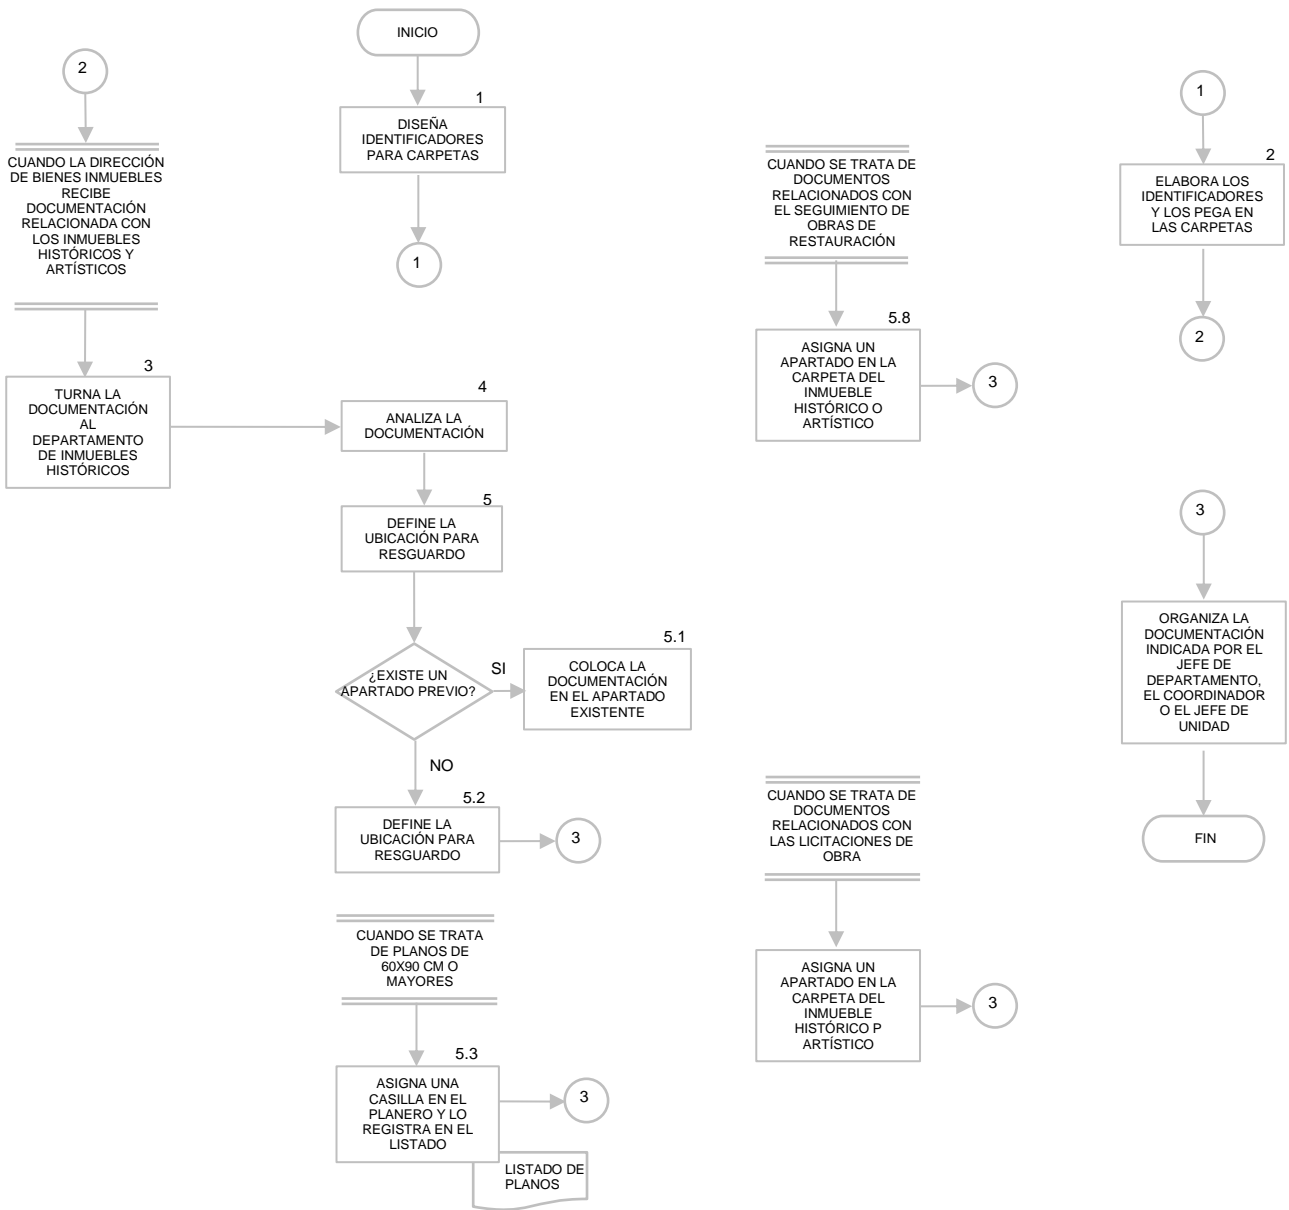 INICIO
1
DISEÑA
IDENTIFICADORES
PARA CARPETAS
1
2
CUANDO LA DIRECCIÓN
DE BIENES INMUEBLES
RECIBE
DOCUMENTACIÓN
RELACIONADA CON
LOS INMUEBLES
HISTÓRICOS Y
ARTÍSTICOS
3
TURNA LA
DOCUMENTACIÓN
AL
DEPARTAMENTO
DE INMUEBLES
HISTÓRICOS
4
ANALIZA LA
DOCUMENTACIÓN
5
DEFINE LA
UBICACIÓN PARA
RESGUARDO
¿EXISTE UN
APARTADO PREVIO?
SI
5.1
COLOCA LA
DOCUMENTACIÓN
EN EL APARTADO
EXISTENTE
NO
5.2
DEFINE LA
UBICACIÓN PARA
RESGUARDO
3
CUANDO SE TRATA
DE PLANOS DE
60X90 CM O
MAYORES
5.3
ASIGNA UNA
CASILLA EN EL
PLANERO Y LO
REGISTRA EN EL
LISTADO
3
LISTADO DE
PLANOS
CUANDO SE TRATA DE
DOCUMENTOS
RELACIONADOS CON
EL SEGUIMIENTO DE
OBRAS DE
RESTAURACIÓN
5.8
ASIGNA UN
APARTADO EN LA
CARPETA DEL
INMUEBLE
HISTÓRICO O
ARTÍSTICO
3
CUANDO SE TRATA DE
DOCUMENTOS
RELACIONADOS CON
LAS LICITACIONES DE
OBRA
ASIGNA UN
APARTADO EN LA
CARPETA DEL
INMUEBLE
HISTÓRICO P
ARTÍSTICO
3
1
2
ELABORA LOS
IDENTIFICADORES
Y LOS PEGA EN
LAS CARPETAS
2
3
ORGANIZA LA
DOCUMENTACIÓN
INDICADA POR EL
JEFE DE
DEPARTAMENTO,
EL COORDINADOR
O EL JEFE DE
UNIDAD
FIN